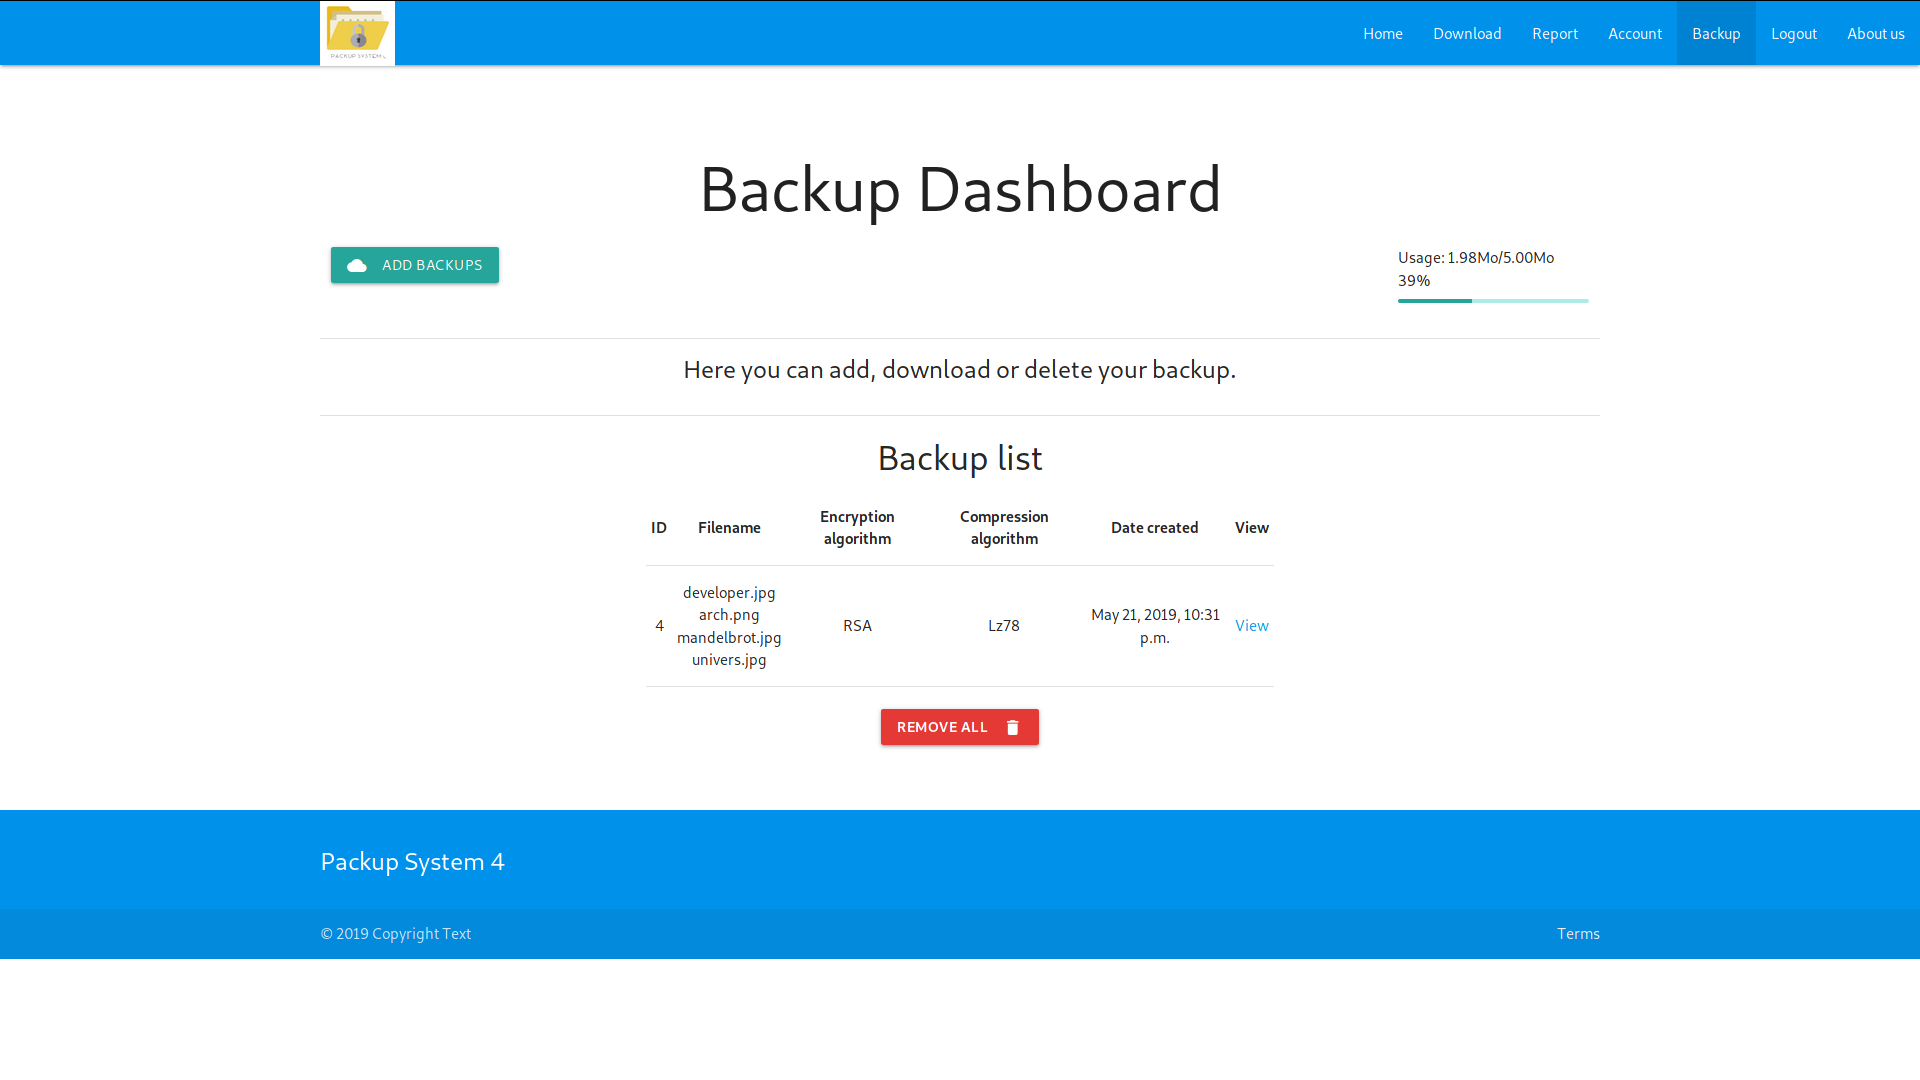 PACKUP SYSTEM
Home Download Report Account Backup Logout About us
Backup Dashboard
ADD BACKUPS
Usage: 1.98Mo/5.00Mo
39%
Here you can add, download or delete your backup.
Backup list
ID Filename Encryption algorithm Compression algorithm Date created View
4 developer.jpg arch.png mandelbrot.jpg univers.jpg RSA Lz78 May 21, 2019, 10:31 p.m. View
REMOVE ALL
Packup System 4
© 2019 Copyright Text
Terms